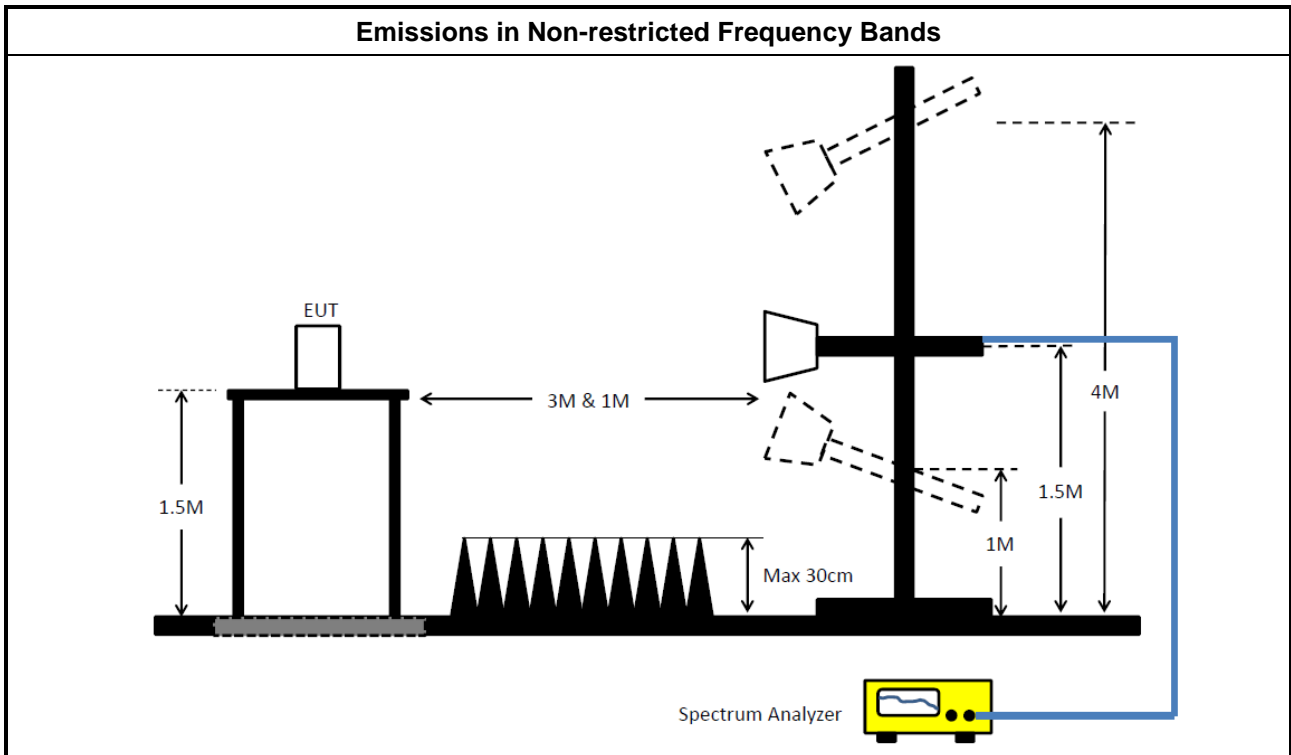 Emissions in Non-restricted Frequency Bands
EUT
3M & 1M
4M
1.5M
1.5M
1M
Max 30cm
Spectrum Analyzer